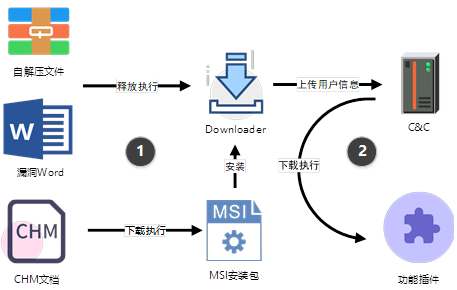 自解压文件
释放执行
上传用户信息
Downloader
C&C
W
漏洞Word
1
安装
2
下载执行
MSI
CHM
下载执行
CHM文档
MSI安装包
功能插件